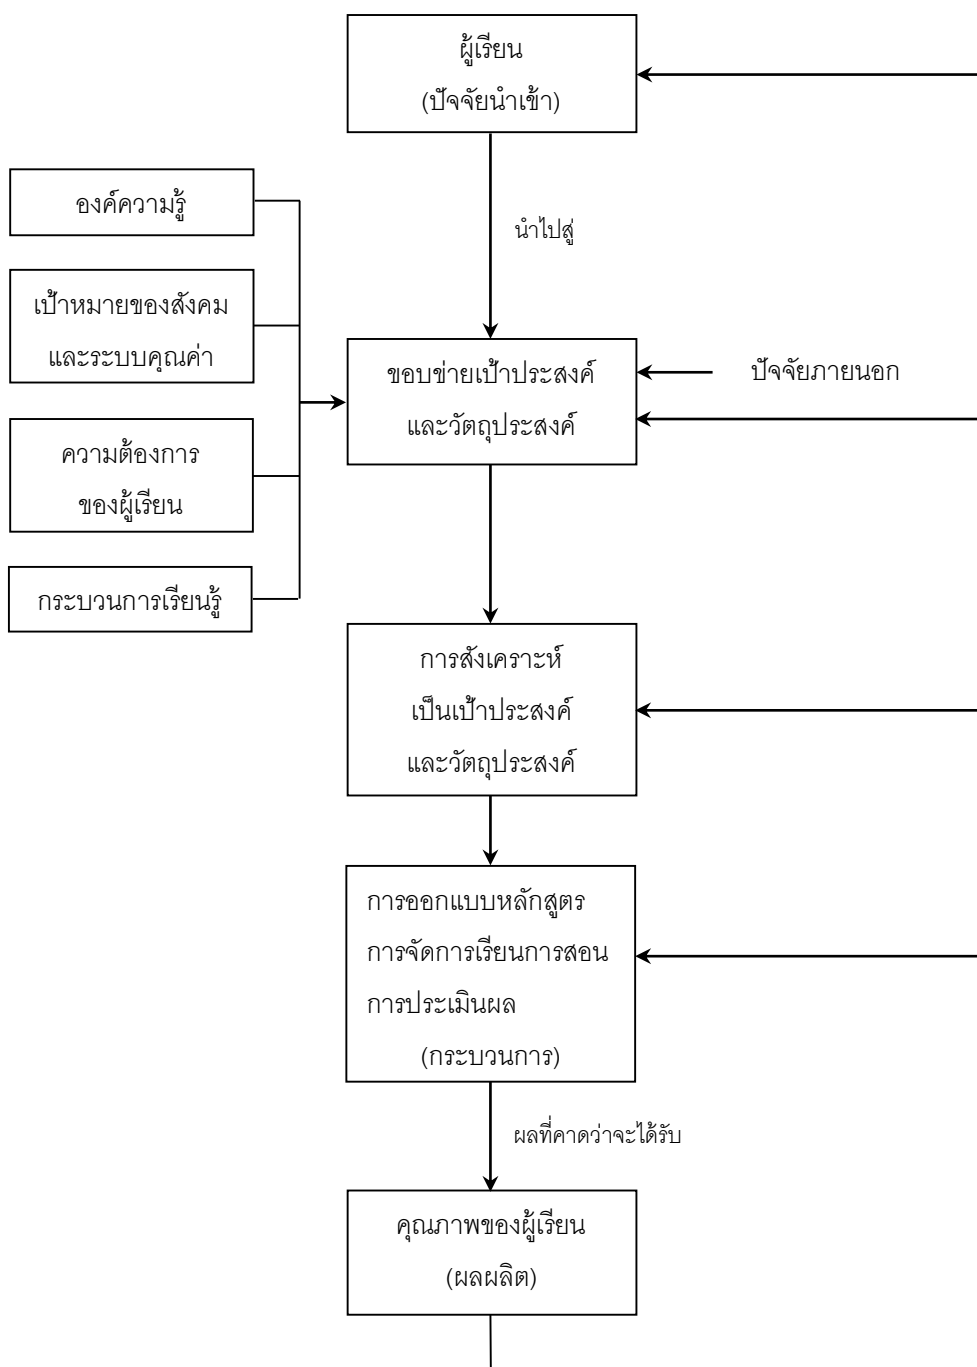 ผู้เรียน
(ปัจจัยนำเข้า)
นำไปสู่
องค์ความรู้
เป้าหมายของสังคม
และระบบคุณค่า
ความต้องการ
ของผู้เรียน
กระบวนการเรียนรู้
ขอบข่ายเป้าประสงค์
และวัตถุประสงค์
ปัจจัยภายนอก
การสังเคราะห์
เป็นเป้าประสงค์
และวัตถุประสงค์
การออกแบบหลักสูตร
การจัดการเรียนการสอน
การประเมินผล
(กระบวนการ)
ผลที่คาดว่าจะได้รับ
คุณภาพของผู้เรียน
(ผลผลิต)